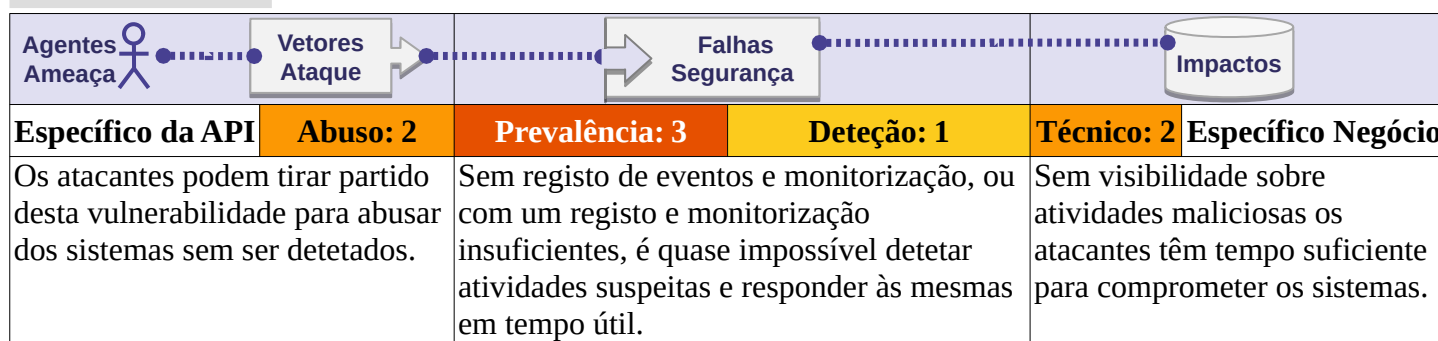 Agentes
Ameaça
Vetores
Ataque
Falhas
Segurança
Impactos
Específico da API
Abuso: 2
Prevalência: 3
Deteção: 1
Técnico: 2
Específico Negócio
Os atacantes podem tirar partido
desta vulnerabilidade para abusar
dos sistemas sem ser detetados.
Sem registo de eventos e monitorização, ou
com um registo e monitorização
insuficientes, é quase impossível detetar
atividades suspeitas e responder às mesmas
em tempo útil.
Sem visibilidade sobre
atividades maliciosas os
atacantes têm tempo suficiente
para comprometer os sistemas.